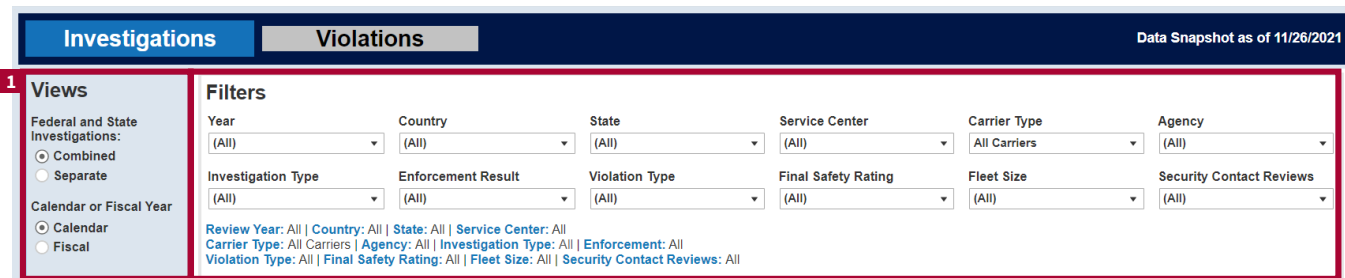 Investigations Violations Data Snapshot as of 11/26/2021
1
Views
Federal and State
Investigations:
Combined
Separate
Calendar or Fiscal Year
Calendar
Fiscal
Filters
Year Country State Service Center Carrier Type Agency
(All) (All) (All) (All) All Carriers (All)
Investigation Type Enforcement Result Violation Type Final Safety Rating Fleet Size Security Contact Reviews
(All) (All) (All) (All) (All) (All)
Review Year: All | Country: All | State: All | Service Center: All
Carrier Type: All Carriers | Agency: All | Investigation Type: All | Enforcement: All
Violation Type: All | Final Safety Rating: All | Fleet Size: All | Security Contact Reviews: All